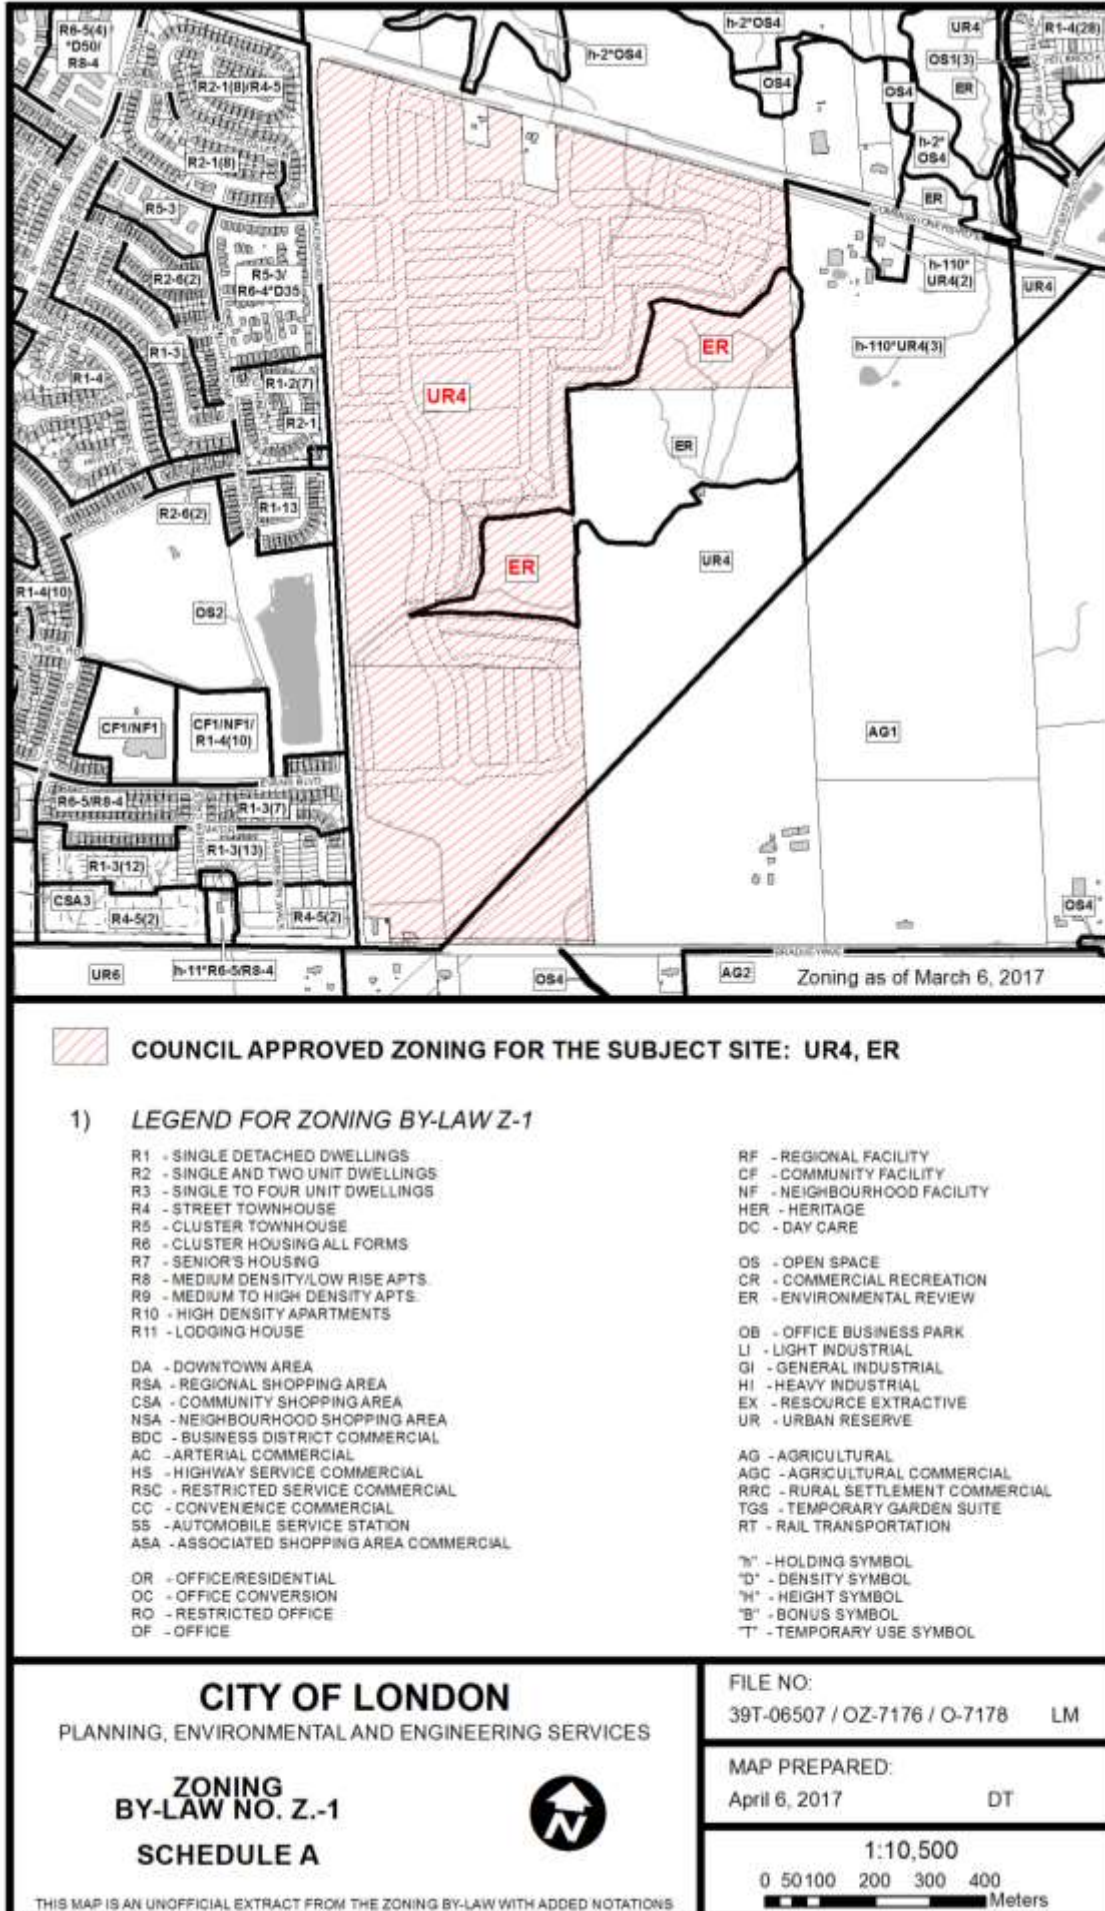 R6-5(4)
*D50/
R8-4
R2-1(8)/R4-5
R2-1(8)
R5-3
R2-6(2)
R5-3/
R6-4*D35
R1-3
R1-4
R1-2(7)
R2-1
R2-6(2)
R1-13
R1-4(10)
OS2
CF1/NF1
CF1/NF1/
R1-4(10)
EVANS BLVD
R6-5/R8-4
R1-3(7)
R1-3(13)
R1-3(12)
CSA3
R4-5(2)
R4-5(2)
UR6
h-11*R6-5/R8-4
OS4
AG2
h-2*OS4
h-2*OS4
OS4
OS4
UR4
R1-4(28)
OS1(3)
ER
h-2*
OS4
ER
h-110*
UR4(2)
UR4
h-110*UR4(3)
UR4
ER
ER
ER
UR4
AG1
OS4
Zoning as of March 6, 2017
COUNCIL APPROVED ZONING FOR THE SUBJECT SITE: UR4, ER
1) LEGEND FOR ZONING BY-LAW Z-1
R1 - SINGLE DETACHED DWELLINGS
R2 - SINGLE AND TWO UNIT DWELLINGS
R3 - SINGLE TO FOUR UNIT DWELLINGS
R4 - STREET TOWNHOUSE
R5 - CLUSTER TOWNHOUSE
R6 - CLUSTER HOUSING ALL FORMS
R7 - SENIOR'S HOUSING
R8 - MEDIUM DENSITY/LOW RISE APTS.
R9 - MEDIUM TO HIGH DENSITY APTS.
R10 - HIGH DENSITY APARTMENTS
R11 - LODGING HOUSE
DA - DOWNTOWN AREA
RSA - REGIONAL SHOPPING AREA
CSA - COMMUNITY SHOPPING AREA
NSA - NEIGHBOURHOOD SHOPPING AREA
BDC - BUSINESS DISTRICT COMMERCIAL
AC - ARTERIAL COMMERCIAL
HS - HIGHWAY SERVICE COMMERCIAL
RSC - RESTRICTED SERVICE COMMERCIAL
CC - CONVENIENCE COMMERCIAL
SS - AUTOMOBILE SERVICE STATION
ASA - ASSOCIATED SHOPPING AREA COMMERCIAL
OR - OFFICE/RESIDENTIAL
OC - OFFICE CONVERSION
RO - RESTRICTED OFFICE
OF - OFFICE
RF - REGIONAL FACILITY
CF - COMMUNITY FACILITY
NF - NEIGHBOURHOOD FACILITY
HER - HERITAGE
DC - DAY CARE
OS - OPEN SPACE
CR - COMMERCIAL RECREATION
ER - ENVIRONMENTAL REVIEW
OB - OFFICE BUSINESS PARK
LI - LIGHT INDUSTRIAL
GI - GENERAL INDUSTRIAL
HI - HEAVY INDUSTRIAL
EX - RESOURCE EXTRACTIVE
UR - URBAN RESERVE
AG - AGRICULTURAL
AGC - AGRICULTURAL COMMERCIAL
RRC - RURAL SETTLEMENT COMMERCIAL
TGS - TEMPORARY GARDEN SUITE
RT - RAIL TRANSPORTATION
"h" - HOLDING SYMBOL
"D" - DENSITY SYMBOL
"H" - HEIGHT SYMBOL
"B" - BONUS SYMBOL
"T" - TEMPORARY USE SYMBOL
CITY OF LONDON
PLANNING, ENVIRONMENTAL AND ENGINEERING SERVICES
ZONING
BY-LAW NO. Z.-1
SCHEDULE A
N
THIS MAP IS AN UNOFFICIAL EXTRACT FROM THE ZONING BY-LAW WITH ADDED NOTATIONS
FILE NO:
39T-06507 / OZ-7176 / O-7178 LM
MAP PREPARED:
April 6, 2017 DT
1:10,500
0 50 100 200 300 400
Meters